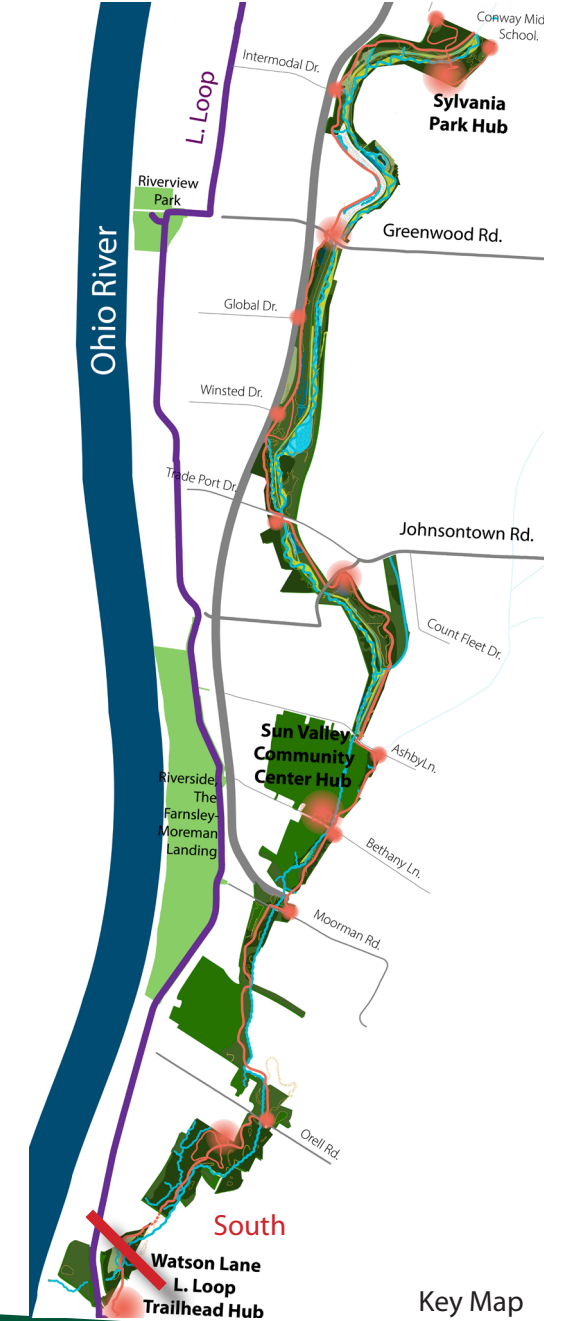 Conway Mid
School.
Intermodal Dr.
L. Loop
Sylvania
Park Hub
Riverview
Park
Greenwood Rd.
Ohio River
Global Dr.
Winsted Dr.
Trade Port Dr.
Johnsontown Rd.
Count Fleet Dr.
Sun Valley
Community
Center Hub
AshbyLn.
Riverside,
The
Farnsley-
Moreman
Landing
Bethany Ln.
Moorman Rd.
Orell Rd.
South
Watson Lane
L. Loop
Trailhead Hub
Key Map